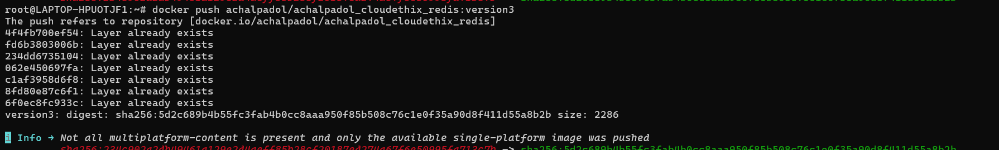 root@LAPTOP-HPUOTJF1:~# docker push achalpadol/achalpadol_cloudethix_redis:version3
The push refers to repository [docker.io/achalpadol/achalpadol_cloudethix_redis]
4f4fb700ef54: Layer already exists
fd6b3803006b: Layer already exists
234dd6735104: Layer already exists
062e450697fa: Layer already exists
c1af3958d6f8: Layer already exists
8fd80e87c6f1: Layer already exists
6f0ec8fc933c: Layer already exists
version3: digest: sha256:5d2c689b4b55fc3fab4b0cc8aaa950f85b508c76c1e0f35a90d8f411d55a8b2b size: 2286
i Info → Not all multiplatform-content is present and only the available single-platform image was pushed